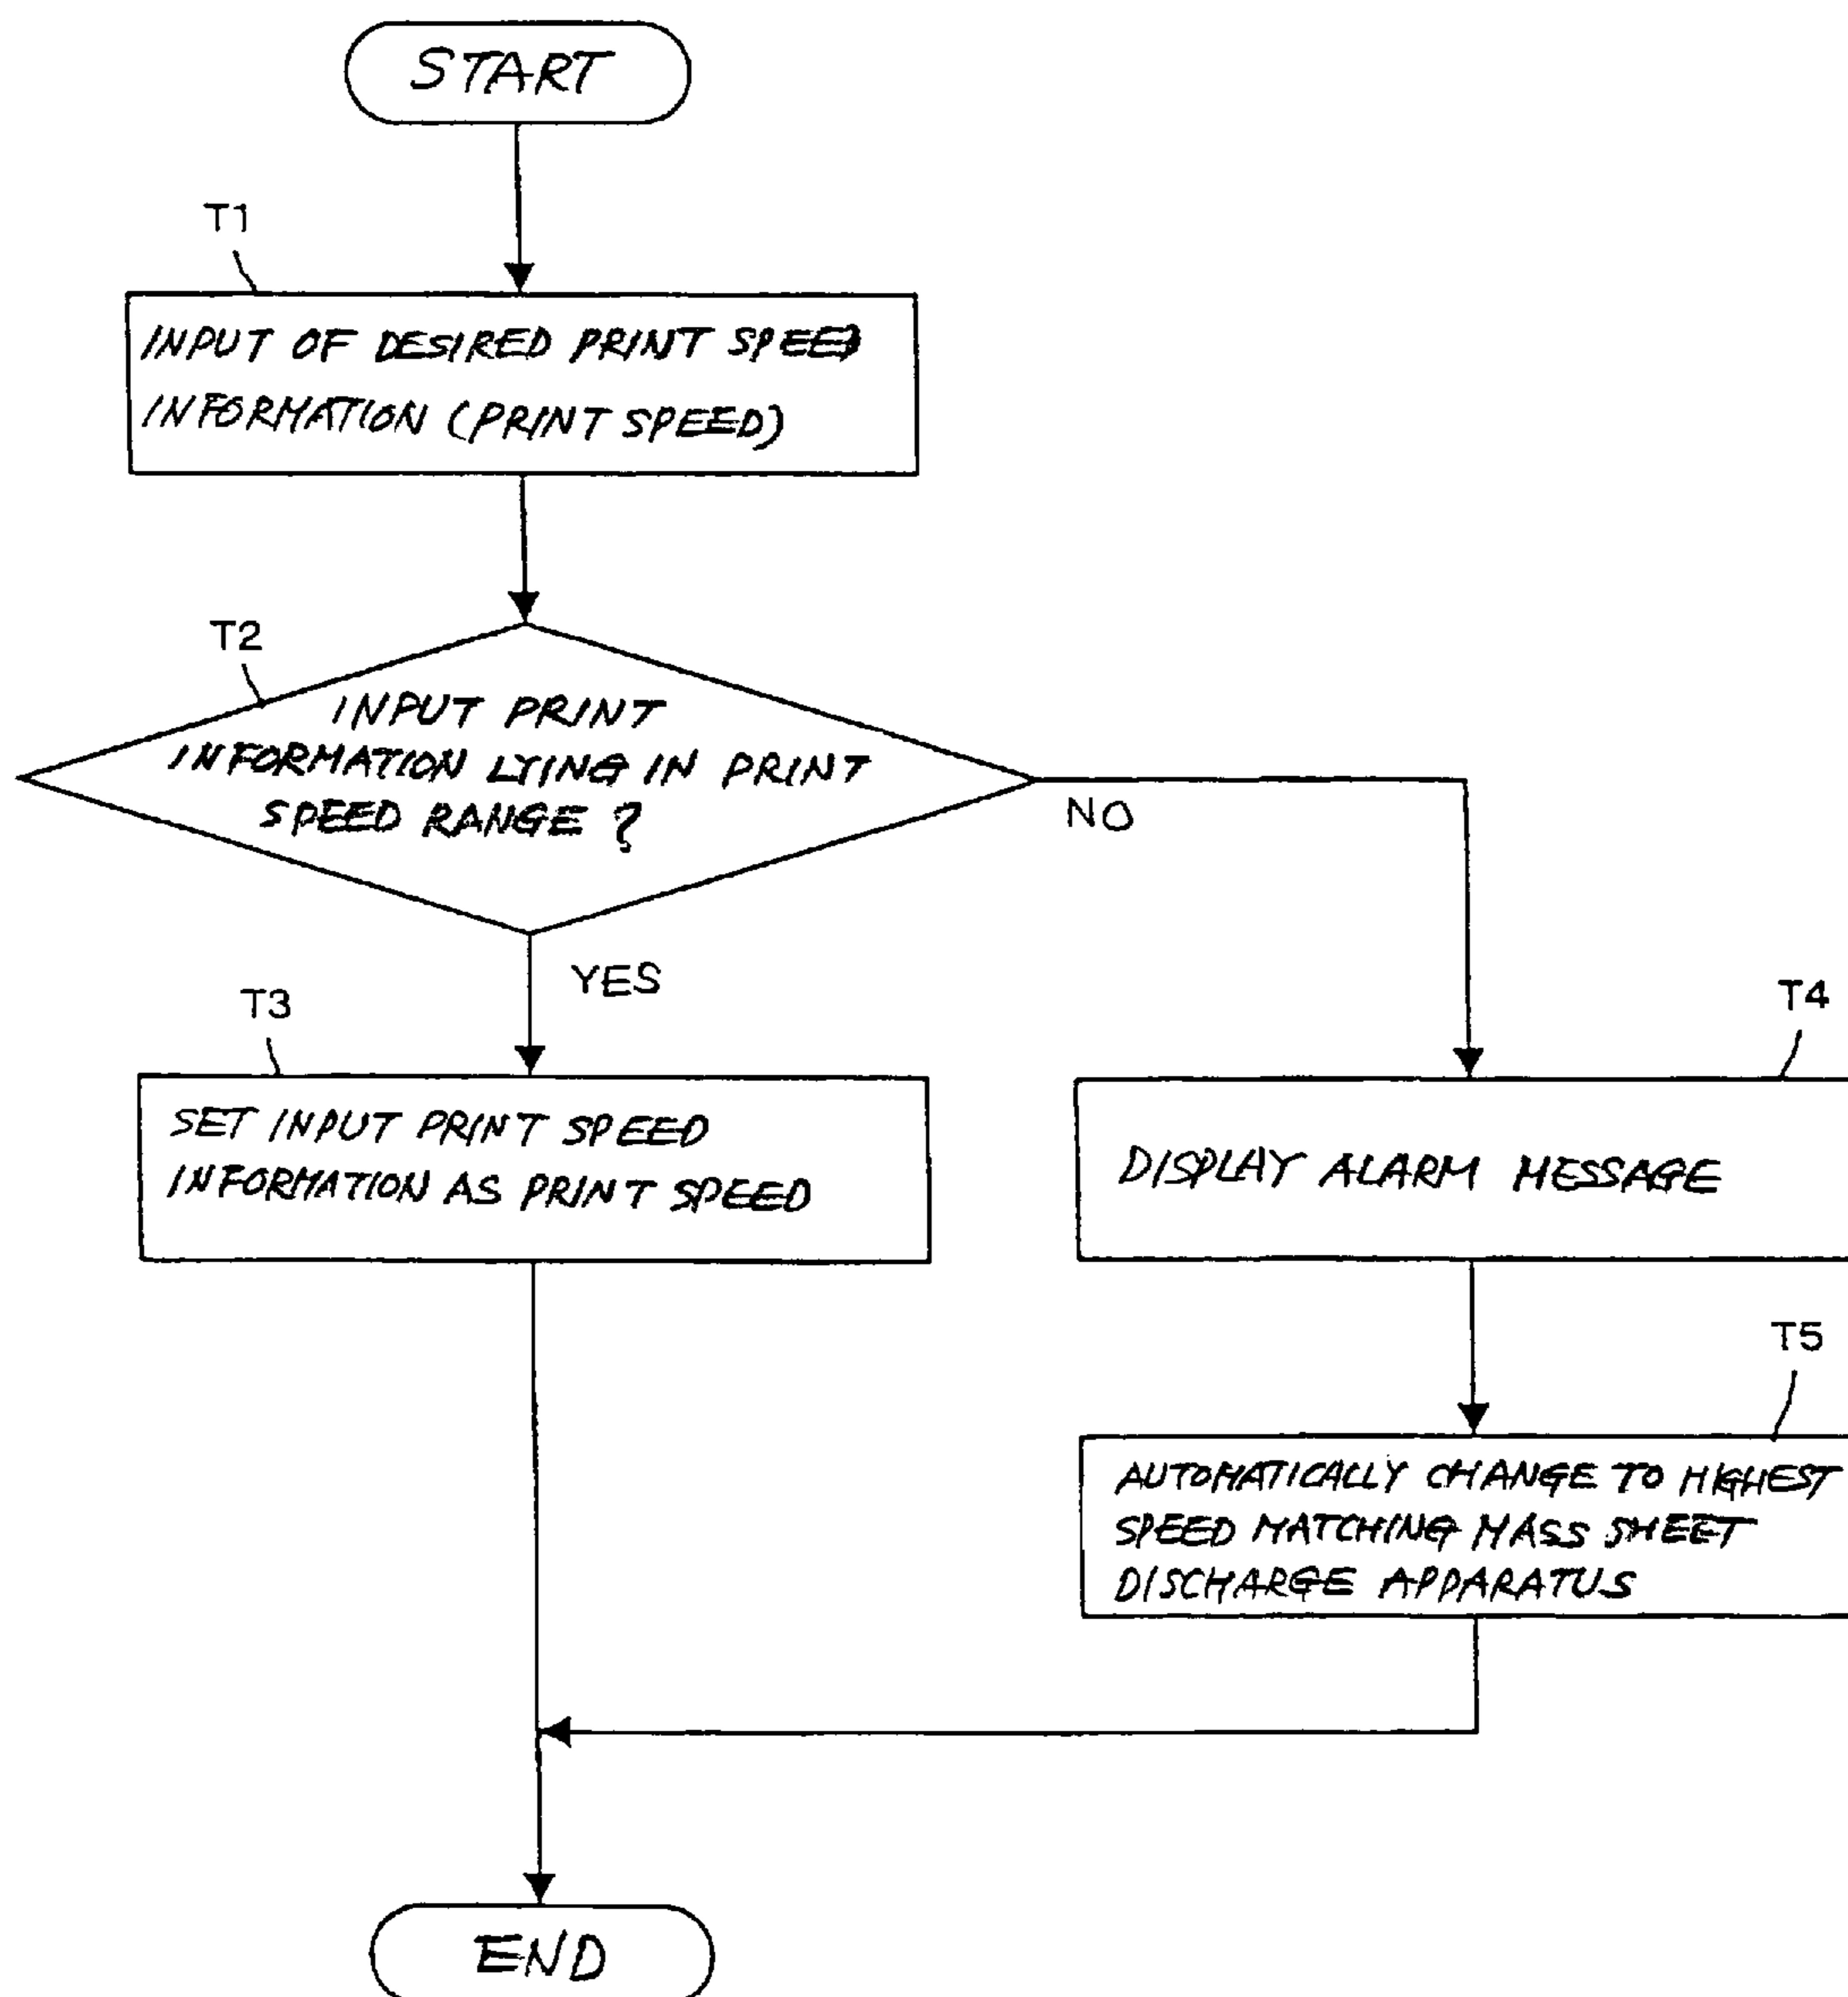 START
T1
INPUT OF DESIRED PRINT SPEED
INFORMATION (PRINT SPEED)
T2
INPUT PRINT
INFORMATION LYING IN PRINT
SPEED RANGE ?
NO
YES
T3
SET INPUT PRINT SPEED
INFORMATION AS PRINT SPEED
T4
DISPLAY ALARM MESSAGE
T5
AUTOMATICALLY CHANGE TO HIGHEST
SPEED MATCHING MASS SHEET
DISCHARGE APPARATUS
END